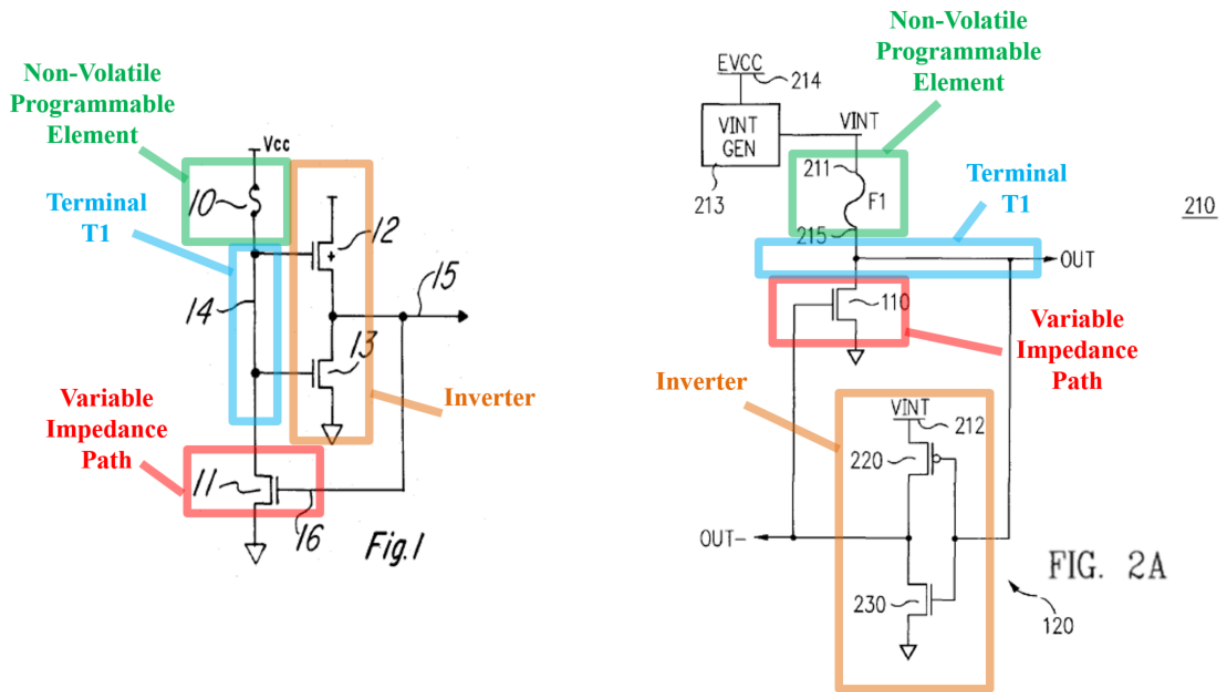 Non-Volatile
Programmable
Element
Vcc
10
Terminal
T1
12
15
14
13
Inverter
Variable
Impedance
Path
11
16
Fig.1
Non-Volatile
Programmable
Element
EVCC
214
VINT
GEN
213
VINT
211
F1
215
Terminal
T1
210
OUT
110
Variable
Impedance
Path
Inverter
VINT
212
220
OUT-
230
FIG. 2A
120